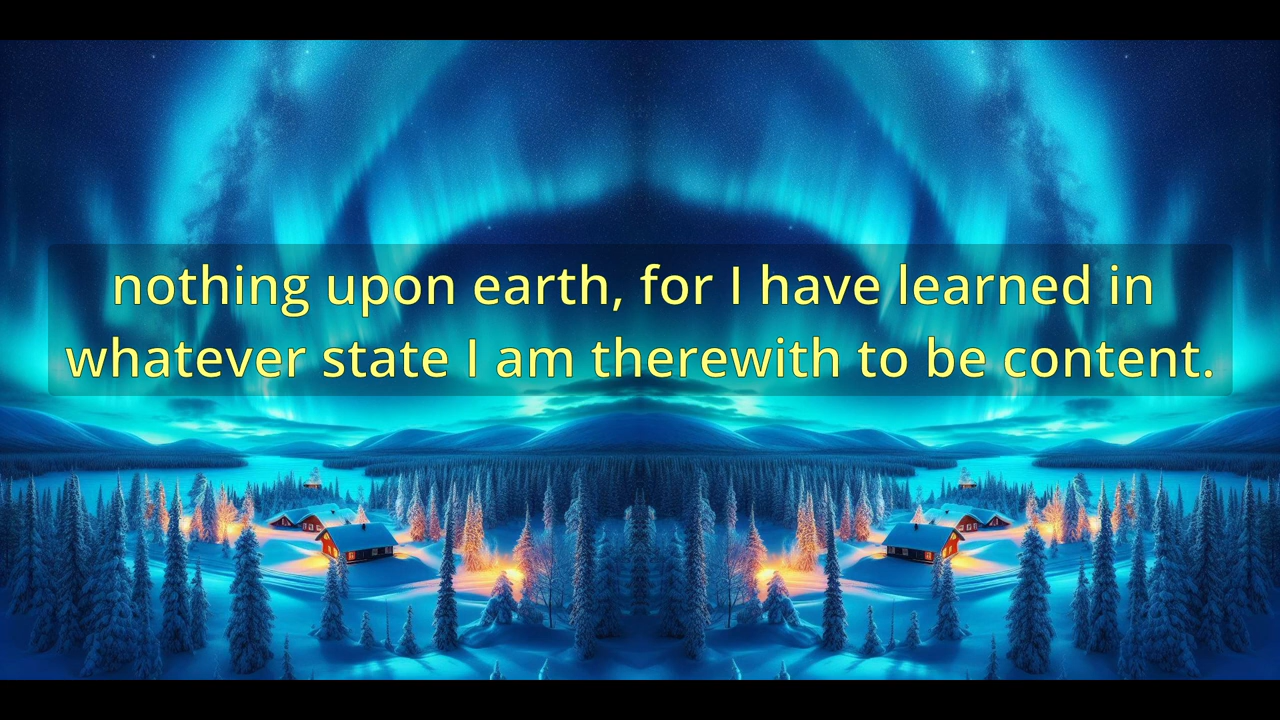 nothing upon earth, for I have learned in
whatever state I am therewith to be content.